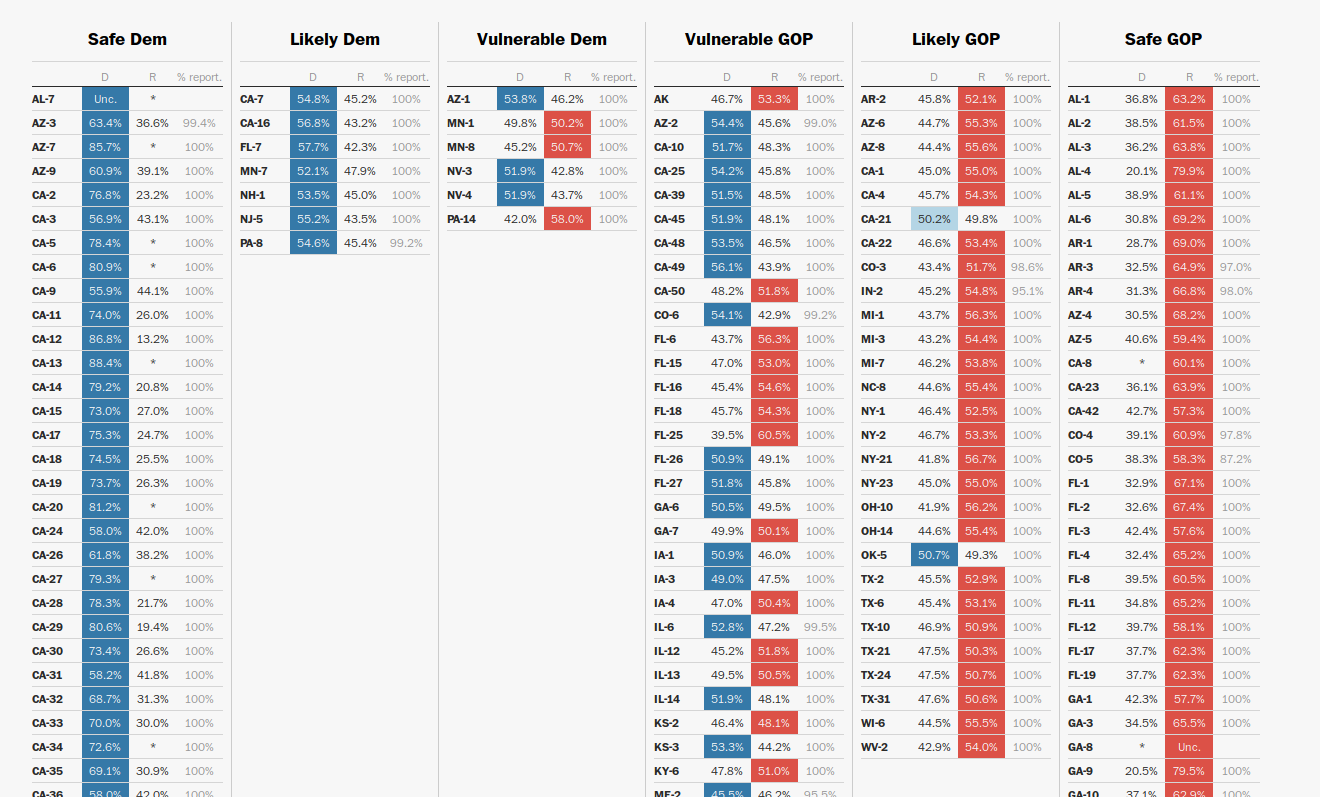 Safe Dem Likely Dem Vulnerable Dem Vulnerable GOP Likely GOP Safe GOP
D R % report. D R % report. D R % report. D R % report. D R % report. D R % report.
AL-7 Unc. * CA-7 54.8% 45.2% 100% AZ-1 53.8% 46.2% 100% AK 46.7% 53.3% 100% AR-2 45.8% 52.1% 100% AL-1 36.8% 63.2% 100%
AZ-3 63.4% 36.6% 99.4% CA-16 56.8% 43.2% 100% MN-1 49.8% 50.2% 100% AZ-2 54.4% 45.6% 99.0% AZ-6 44.7% 55.3% 100% AL-2 38.5% 61.5% 100%
AZ-7 85.7% * 100% FL-7 57.7% 42.3% 100% MN-8 45.2% 50.7% 100% CA-10 51.7% 48.3% 100% AZ-8 44.4% 55.6% 100% AL-3 36.2% 63.8% 100%
AZ-9 60.9% 39.1% 100% MN-7 52.1% 47.9% 100% NV-3 51.9% 42.8% 100% CA-25 54.2% 45.8% 100% CA-1 45.0% 55.0% 100% AL-4 20.1% 79.9% 100%
CA-2 76.8% 23.2% 100% NH-1 53.5% 45.0% 100% NV-4 51.9% 43.7% 100% CA-39 51.5% 48.5% 100% CA-4 45.7% 54.3% 100% AL-5 38.9% 61.1% 100%
CA-3 56.9% 43.1% 100% NJ-5 55.2% 43.5% 100% PA-14 42.0% 58.0% 100% CA-45 51.9% 48.1% 100% CA-21 50.2% 49.8% 100% AL-6 30.8% 69.2% 100%
CA-5 78.4% * 100% PA-8 54.6% 45.4% 99.2% CA-48 53.5% 46.5% 100% CA-22 46.6% 53.4% 100% AR-1 28.7% 69.0% 100%
CA-6 80.9% * 100% CA-49 56.1% 43.9% 100% CO-3 43.4% 51.7% 98.6% AR-3 32.5% 64.9% 97.0%
CA-9 55.9% 44.1% 100% CA-50 48.2% 51.8% 100% IN-2 45.2% 54.8% 95.1% AR-4 31.3% 66.8% 98.0%
CA-11 74.0% 26.0% 100% CO-6 54.1% 42.9% 99.2% MI-1 43.7% 56.3% 100% AZ-4 30.5% 68.2% 100%
CA-12 86.8% 13.2% 100% FL-6 43.7% 56.3% 100% MI-3 43.2% 54.4% 100% AZ-5 40.6% 59.4% 100%
CA-13 88.4% * 100% FL-15 47.0% 53.0% 100% MI-7 46.2% 53.8% 100% CA-8 * 60.1% 100%
CA-14 79.2% 20.8% 100% FL-16 45.4% 54.6% 100% NC-8 44.6% 55.4% 100% CA-23 36.1% 63.9% 100%
CA-15 73.0% 27.0% 100% FL-18 45.7% 54.3% 100% NY-1 46.4% 52.5% 100% CA-42 42.7% 57.3% 100%
CA-17 75.3% 24.7% 100% FL-25 39.5% 60.5% 100% NY-2 46.7% 53.3% 100% CO-4 39.1% 60.9% 97.8%
CA-18 74.5% 25.5% 100% FL-26 50.9% 49.1% 100% NY-21 41.8% 56.7% 100% CO-5 38.3% 58.3% 87.2%
CA-19 73.7% 26.3% 100% FL-27 51.8% 45.8% 100% NY-23 45.0% 55.0% 100% FL-1 32.9% 67.1% 100%
CA-20 81.2% * 100% GA-6 50.5% 49.5% 100% OH-10 41.9% 56.2% 100% FL-2 32.6% 67.4% 100%
CA-24 58.0% 42.0% 100% GA-7 49.9% 50.1% 100% OH-14 44.6% 55.4% 100% FL-3 42.4% 57.6% 100%
CA-26 61.8% 38.2% 100% IA-1 50.9% 46.0% 100% OK-5 50.7% 49.3% 100% FL-4 32.4% 65.2% 100%
CA-27 79.3% * 100% IA-3 49.0% 47.5% 100% TX-2 45.5% 52.9% 100% FL-8 39.5% 60.5% 100%
CA-28 78.3% 21.7% 100% IA-4 47.0% 50.4% 100% TX-6 45.4% 53.1% 100% FL-11 34.8% 65.2% 100%
CA-29 80.6% 19.4% 100% IL-6 52.8% 47.2% 99.5% TX-10 46.9% 50.9% 100% FL-12 39.7% 58.1% 100%
CA-30 73.4% 26.6% 100% IL-12 45.2% 51.8% 100% TX-21 47.5% 50.3% 100% FL-17 37.7% 62.3% 100%
CA-31 58.2% 41.8% 100% IL-13 49.5% 50.5% 100% TX-24 47.5% 50.7% 100% FL-19 37.7% 62.3% 100%
CA-32 68.7% 31.3% 100% IL-14 51.9% 48.1% 100% TX-31 47.6% 50.6% 100% GA-1 42.3% 57.7% 100%
CA-33 70.0% 30.0% 100% KS-2 46.4% 48.1% 100% WI-6 44.5% 55.5% 100% GA-3 34.5% 65.5% 100%
CA-34 72.6% * 100% KS-3 53.3% 44.2% 100% WV-2 42.9% 54.0% 100% GA-8 * Unc.
CA-35 69.1% 30.9% 100% KY-6 47.8% 51.0% 100% GA-9 20.5% 79.5% 100%
CA-36 58.0% 42.0% 100% ME-2 45.5% 46.2% 95.5% GA-10 37.1% 62.9% 100%